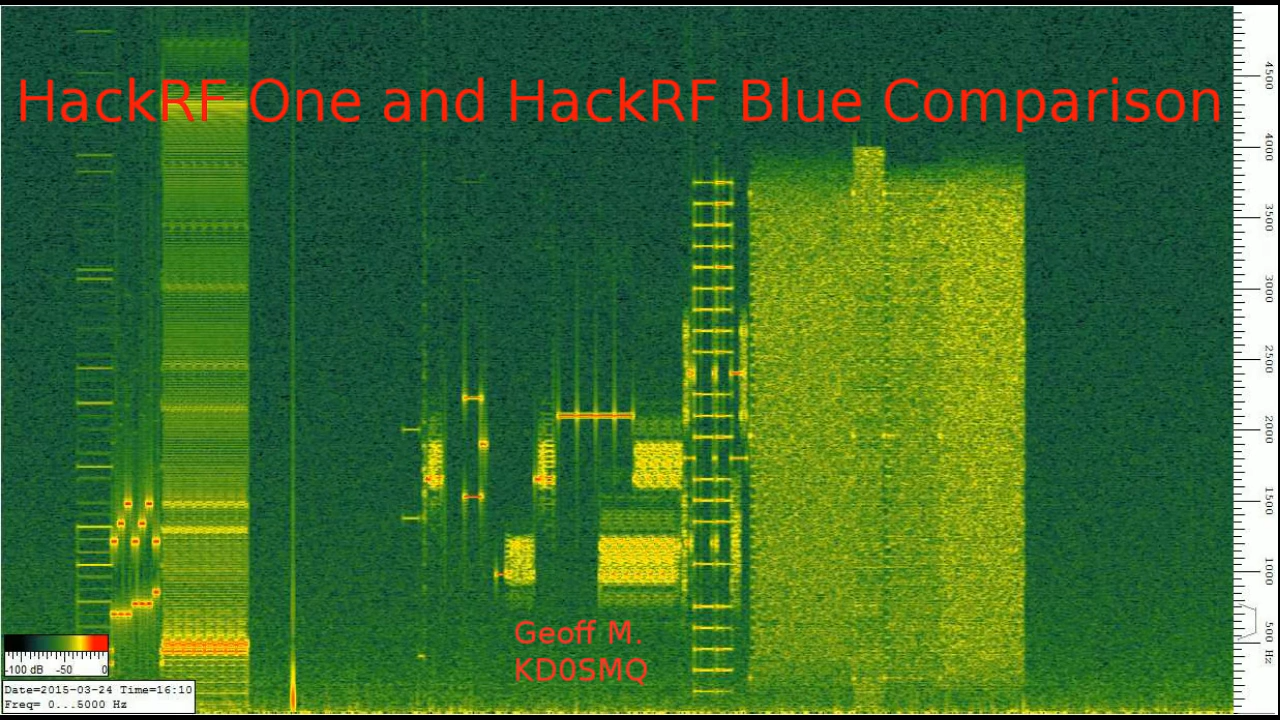 HackRF One and HackRF Blue Comparison
4500
4000
3500
3000
2500
2000
1500
1000
500 Hz
Geoff M.
KD0SMQ
-100 dB -50 0
Date=2015-03-24 Time=16:10
Freq= 0...5000 Hz